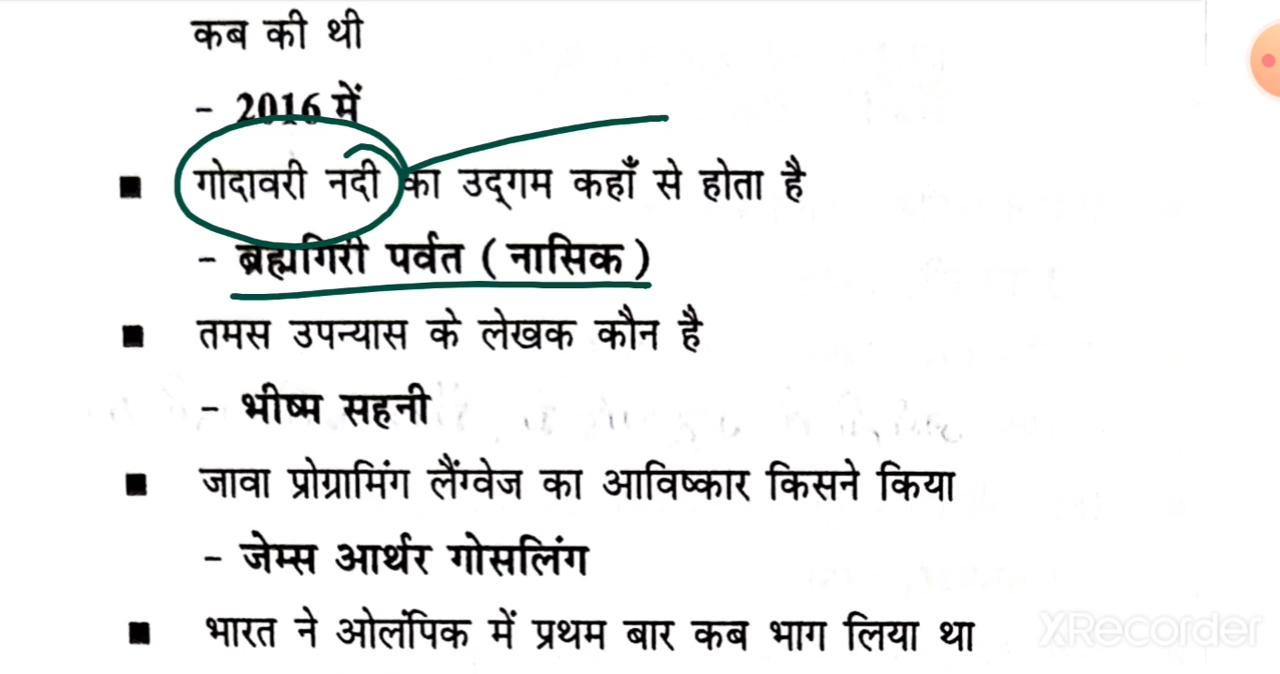 कब की थी
- 2016 में
■ गोदावरी नदी का उद्गम कहाँ से होता है
- ब्रह्मगिरी पर्वत ( नासिक )
■ तमस उपन्यास के लेखक कौन है
- भीष्म सहनी
■ जावा प्रोग्रामिंग लैंग्वेज का आविष्कार किसने किया
- जेम्स आर्थर गोसलिंग
■ भारत ने ओलंपिक में प्रथम बार कब भाग लिया था
XRecorder